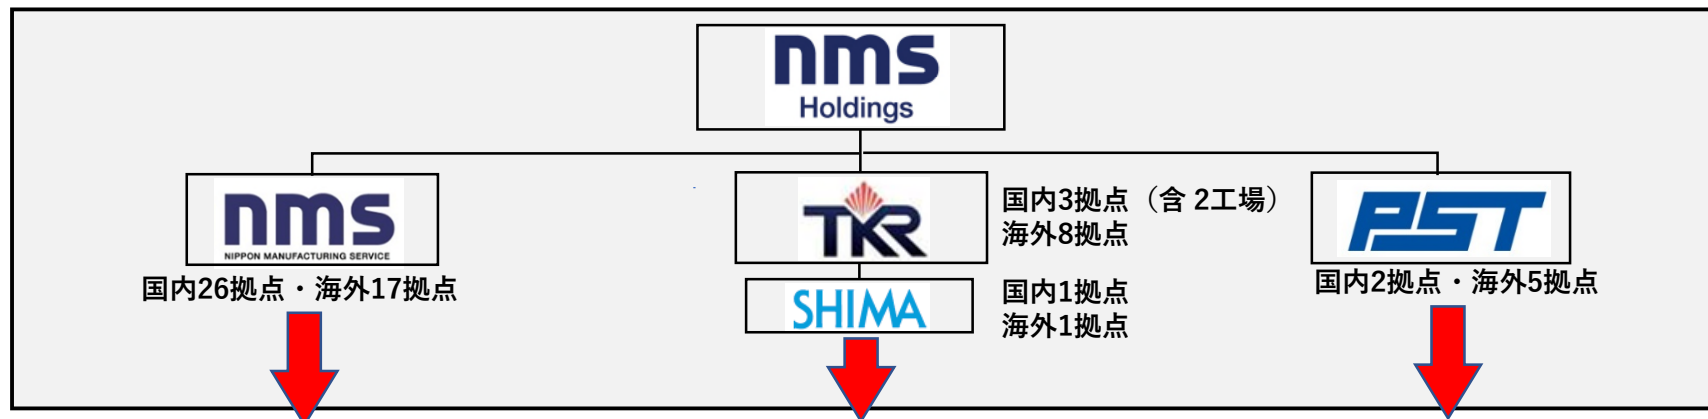 nms
Holdings
nms
NIPPON MANUFACTURING SERVICE
国内26拠点・海外17拠点
TKR
国内3拠点（含 2工場）
海外8拠点
SHIMA
国内1拠点
海外1拠点
PST
国内2拠点・海外5拠点